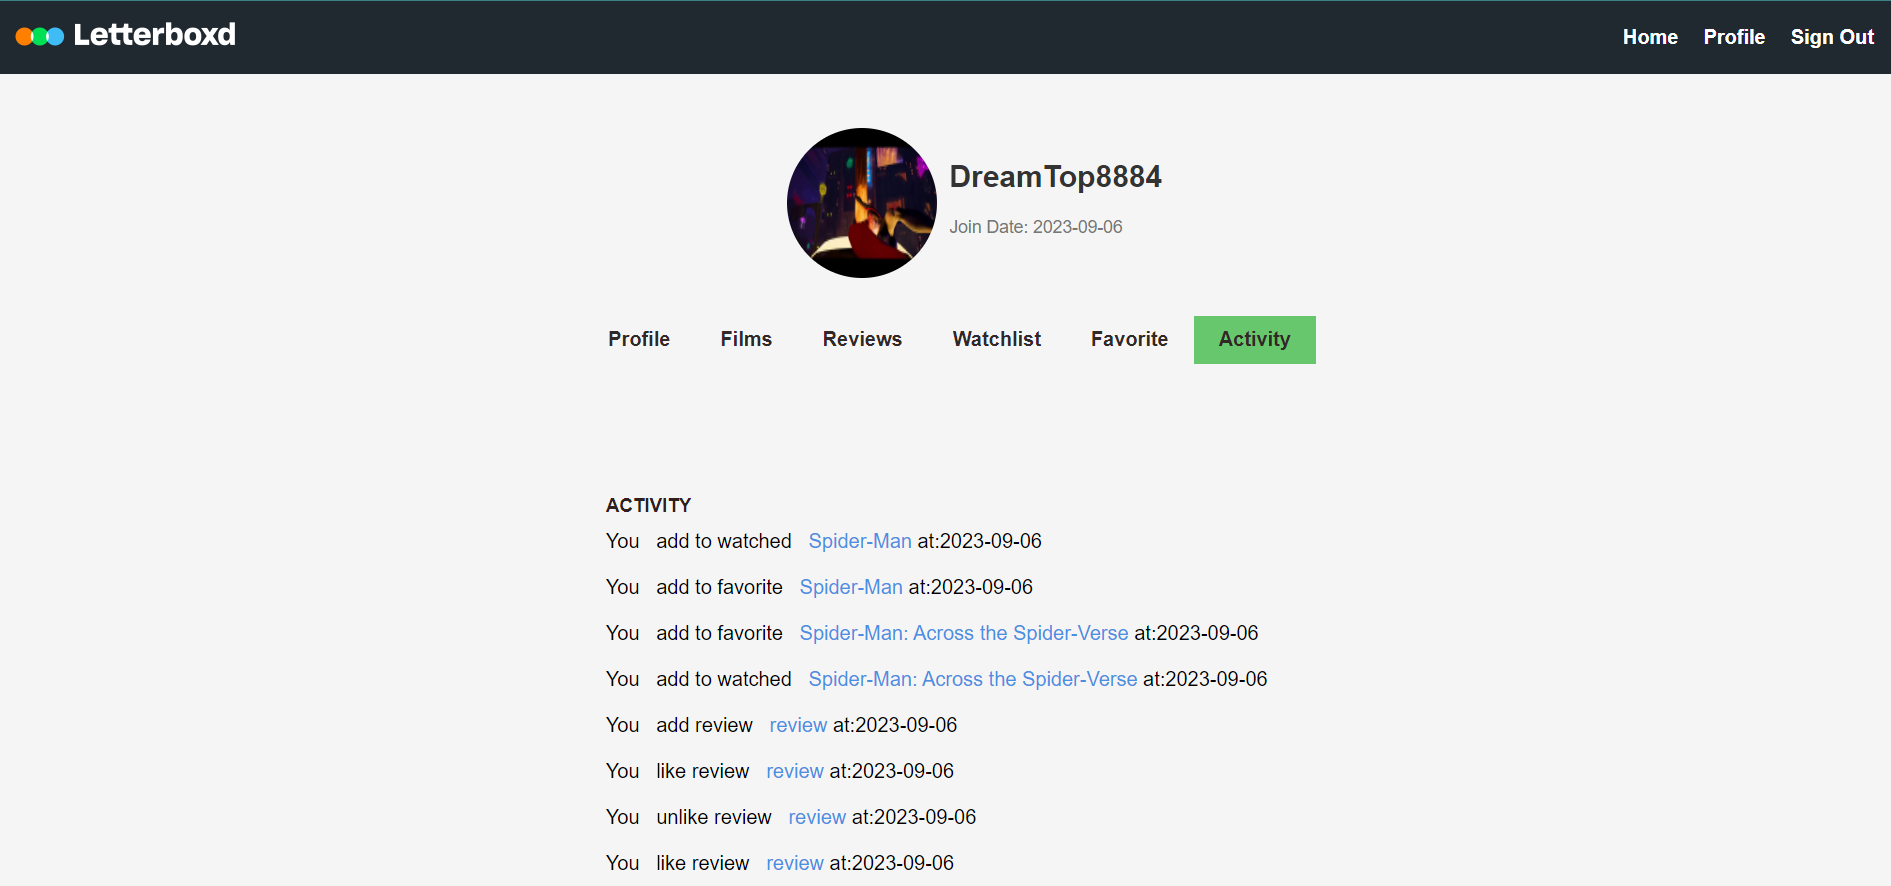 Letterboxd
Home Profile Sign Out
DreamTop8884
Join Date: 2023-09-06
Profile Films Reviews Watchlist Favorite Activity
ACTIVITY
You add to watched Spider-Man at:2023-09-06
You add to favorite Spider-Man at:2023-09-06
You add to favorite Spider-Man: Across the Spider-Verse at:2023-09-06
You add to watched Spider-Man: Across the Spider-Verse at:2023-09-06
You add review review at:2023-09-06
You like review review at:2023-09-06
You unlike review review at:2023-09-06
You like review review at:2023-09-06